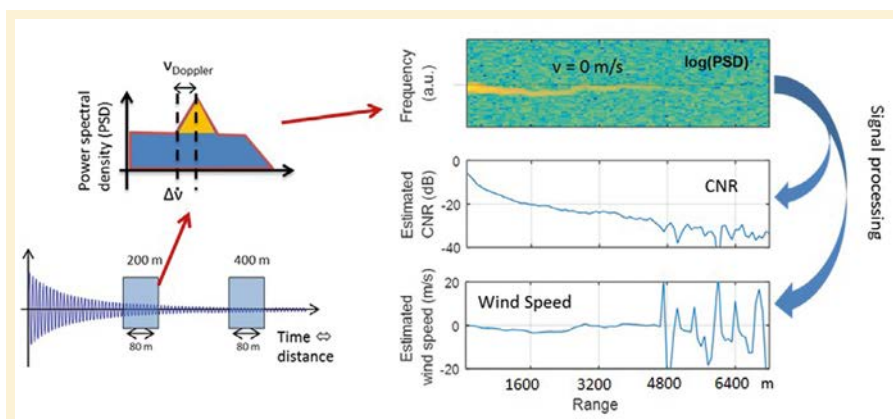 V Doppler
Power spectral
density (PSD)
Δν
200 m
400 m
80 m
80 m
Time ⇔
distance
Frequency
(a.u.)
v = 0 m/s
log(PSD)
Estimated
CNR (dB)
0
-20
-40
CNR
Estimated
wind speed (m/s)
20
0
-20
Wind Speed
1600
3200
4800
6400
m
Range
Signal processing